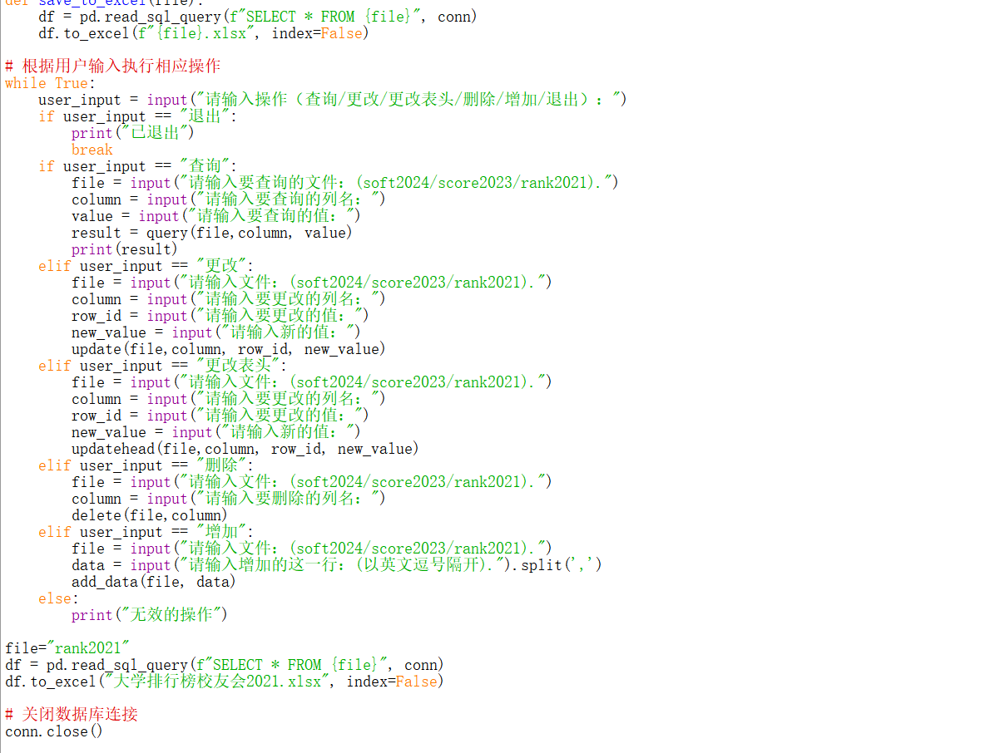 def save_to_excel(file):
    df = pd.read_sql_query(f"SELECT * FROM {file}", conn)
    df.to_excel(f"{file}.xlsx", index=False)

# 根据用户输入执行相应操作
while True:
    user_input = input("请输入操作（查询/更改/更改表头/删除/增加/退出）：")
    if user_input == "退出":
        print("已退出")
        break
    if user_input == "查询":
        file = input("请输入要查询的文件：(soft2024/score2023/rank2021).")
        column = input("请输入要查询的列名：")
        value = input("请输入要查询的值：")
        result = query(file,column, value)
        print(result)
    elif user_input == "更改":
        file = input("请输入文件：(soft2024/score2023/rank2021).")
        column = input("请输入要更改的列名：")
        row_id = input("请输入要更改的值：")
        new_value = input("请输入新的值：")
        update(file,column, row_id, new_value)
    elif user_input == "更改表头":
        file = input("请输入文件：(soft2024/score2023/rank2021).")
        column = input("请输入要更改的列名：")
        row_id = input("请输入要更改的值：")
        new_value = input("请输入新的值：")
        updatehead(file,column, row_id, new_value)
    elif user_input == "删除":
        file = input("请输入文件：(soft2024/score2023/rank2021).")
        column = input("请输入要删除的列名：")
        delete(file,column)
    elif user_input == "增加":
        file = input("请输入文件：(soft2024/score2023/rank2021).")
        data = input("请输入增加的这一行：(以英文逗号隔开).").split(',')
        add_data(file, data)
    else:
        print("无效的操作")

file="rank2021"
df = pd.read_sql_query(f"SELECT * FROM {file}", conn)
df.to_excel("大学排行榜校友会2021.xlsx", index=False)

# 关闭数据库连接
conn.close()